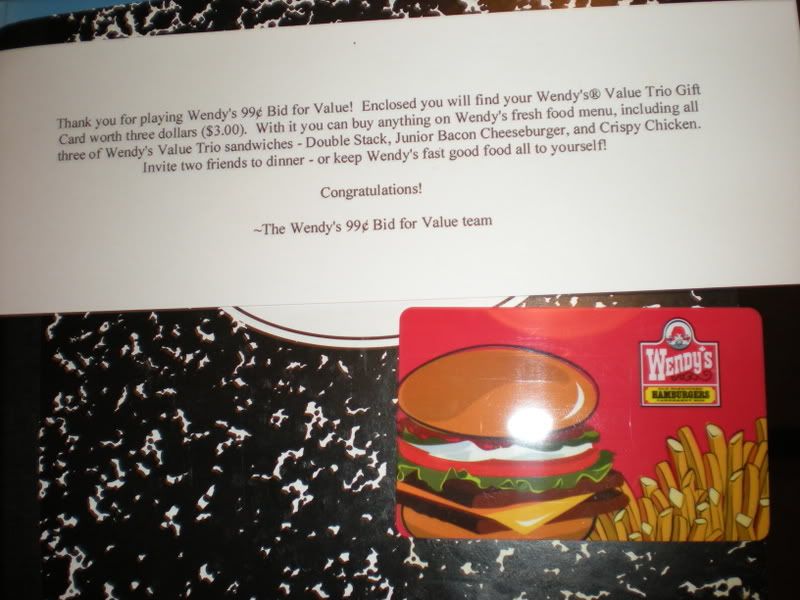 Thank you for playing Wendy's 99¢ Bid for Value! Enclosed you will find your Wendy's® Value Trio Gift
Card worth three dollars ($3.00). With it you can buy anything on Wendy's fresh food menu, including all
three of Wendy's Value Trio sandwiches - Double Stack, Junior Bacon Cheeseburger, and Crispy Chicken.
Invite two friends to dinner - or keep Wendy's fast good food all to yourself!
Congratulations!
~The Wendy's 99¢ Bid for Value team
WENDY'S
OLD FASHIONED
HAMBURGERS